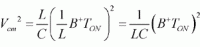 V_{cm}^2 = \frac{L}{C} \left( \frac{1}{L} B^+ T_{ON} \right)^2 = \frac{1}{LC} \left( B^+ T_{ON} \right)^2